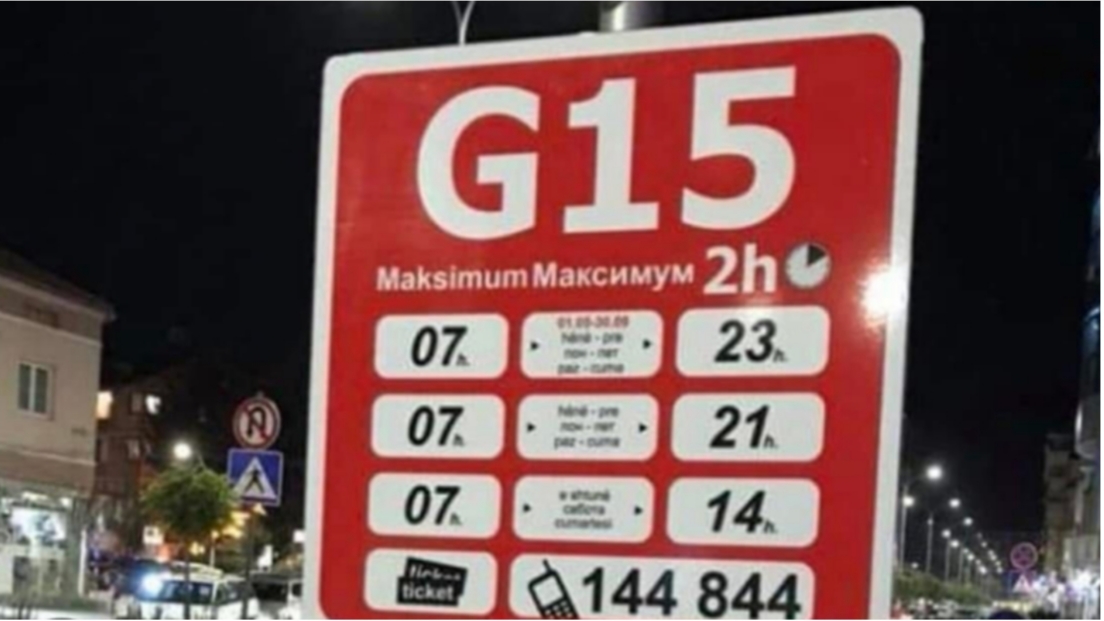 G15
Maksimum Максимум 2h
07h. 01.05-30.09 23h.
hënë - pre
пон - пет
paz - cuma
07h. hënë - pre 21h.
пон - пет
paz - cuma
07h. e shtunë 14h.
сабота
cumartesi
ticket
144 844